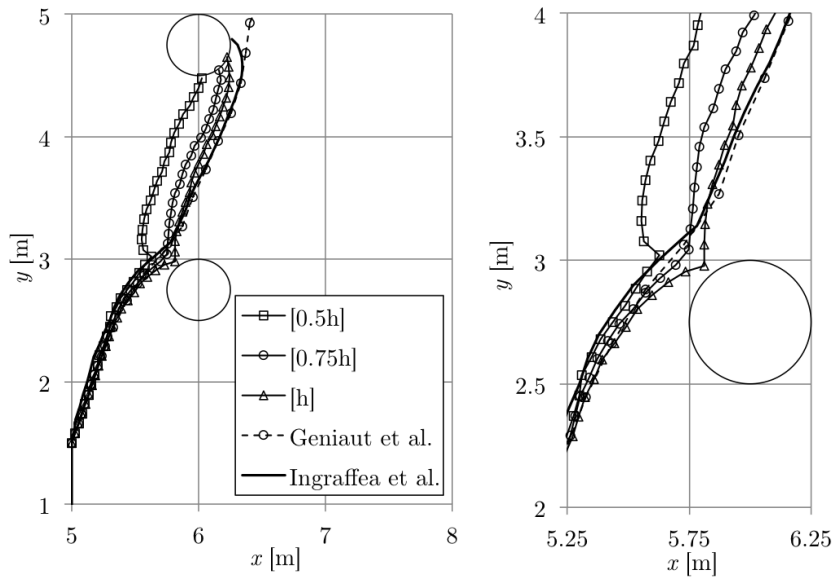 5
4
3
2
1
y [m]
5
6
7
8
x [m]
[0.5h]
[0.75h]
[h]
Geniaut et al.
Ingraffea et al.
4
3.5
3
2.5
2
y [m]
5.25
5.75
6.25
x [m]